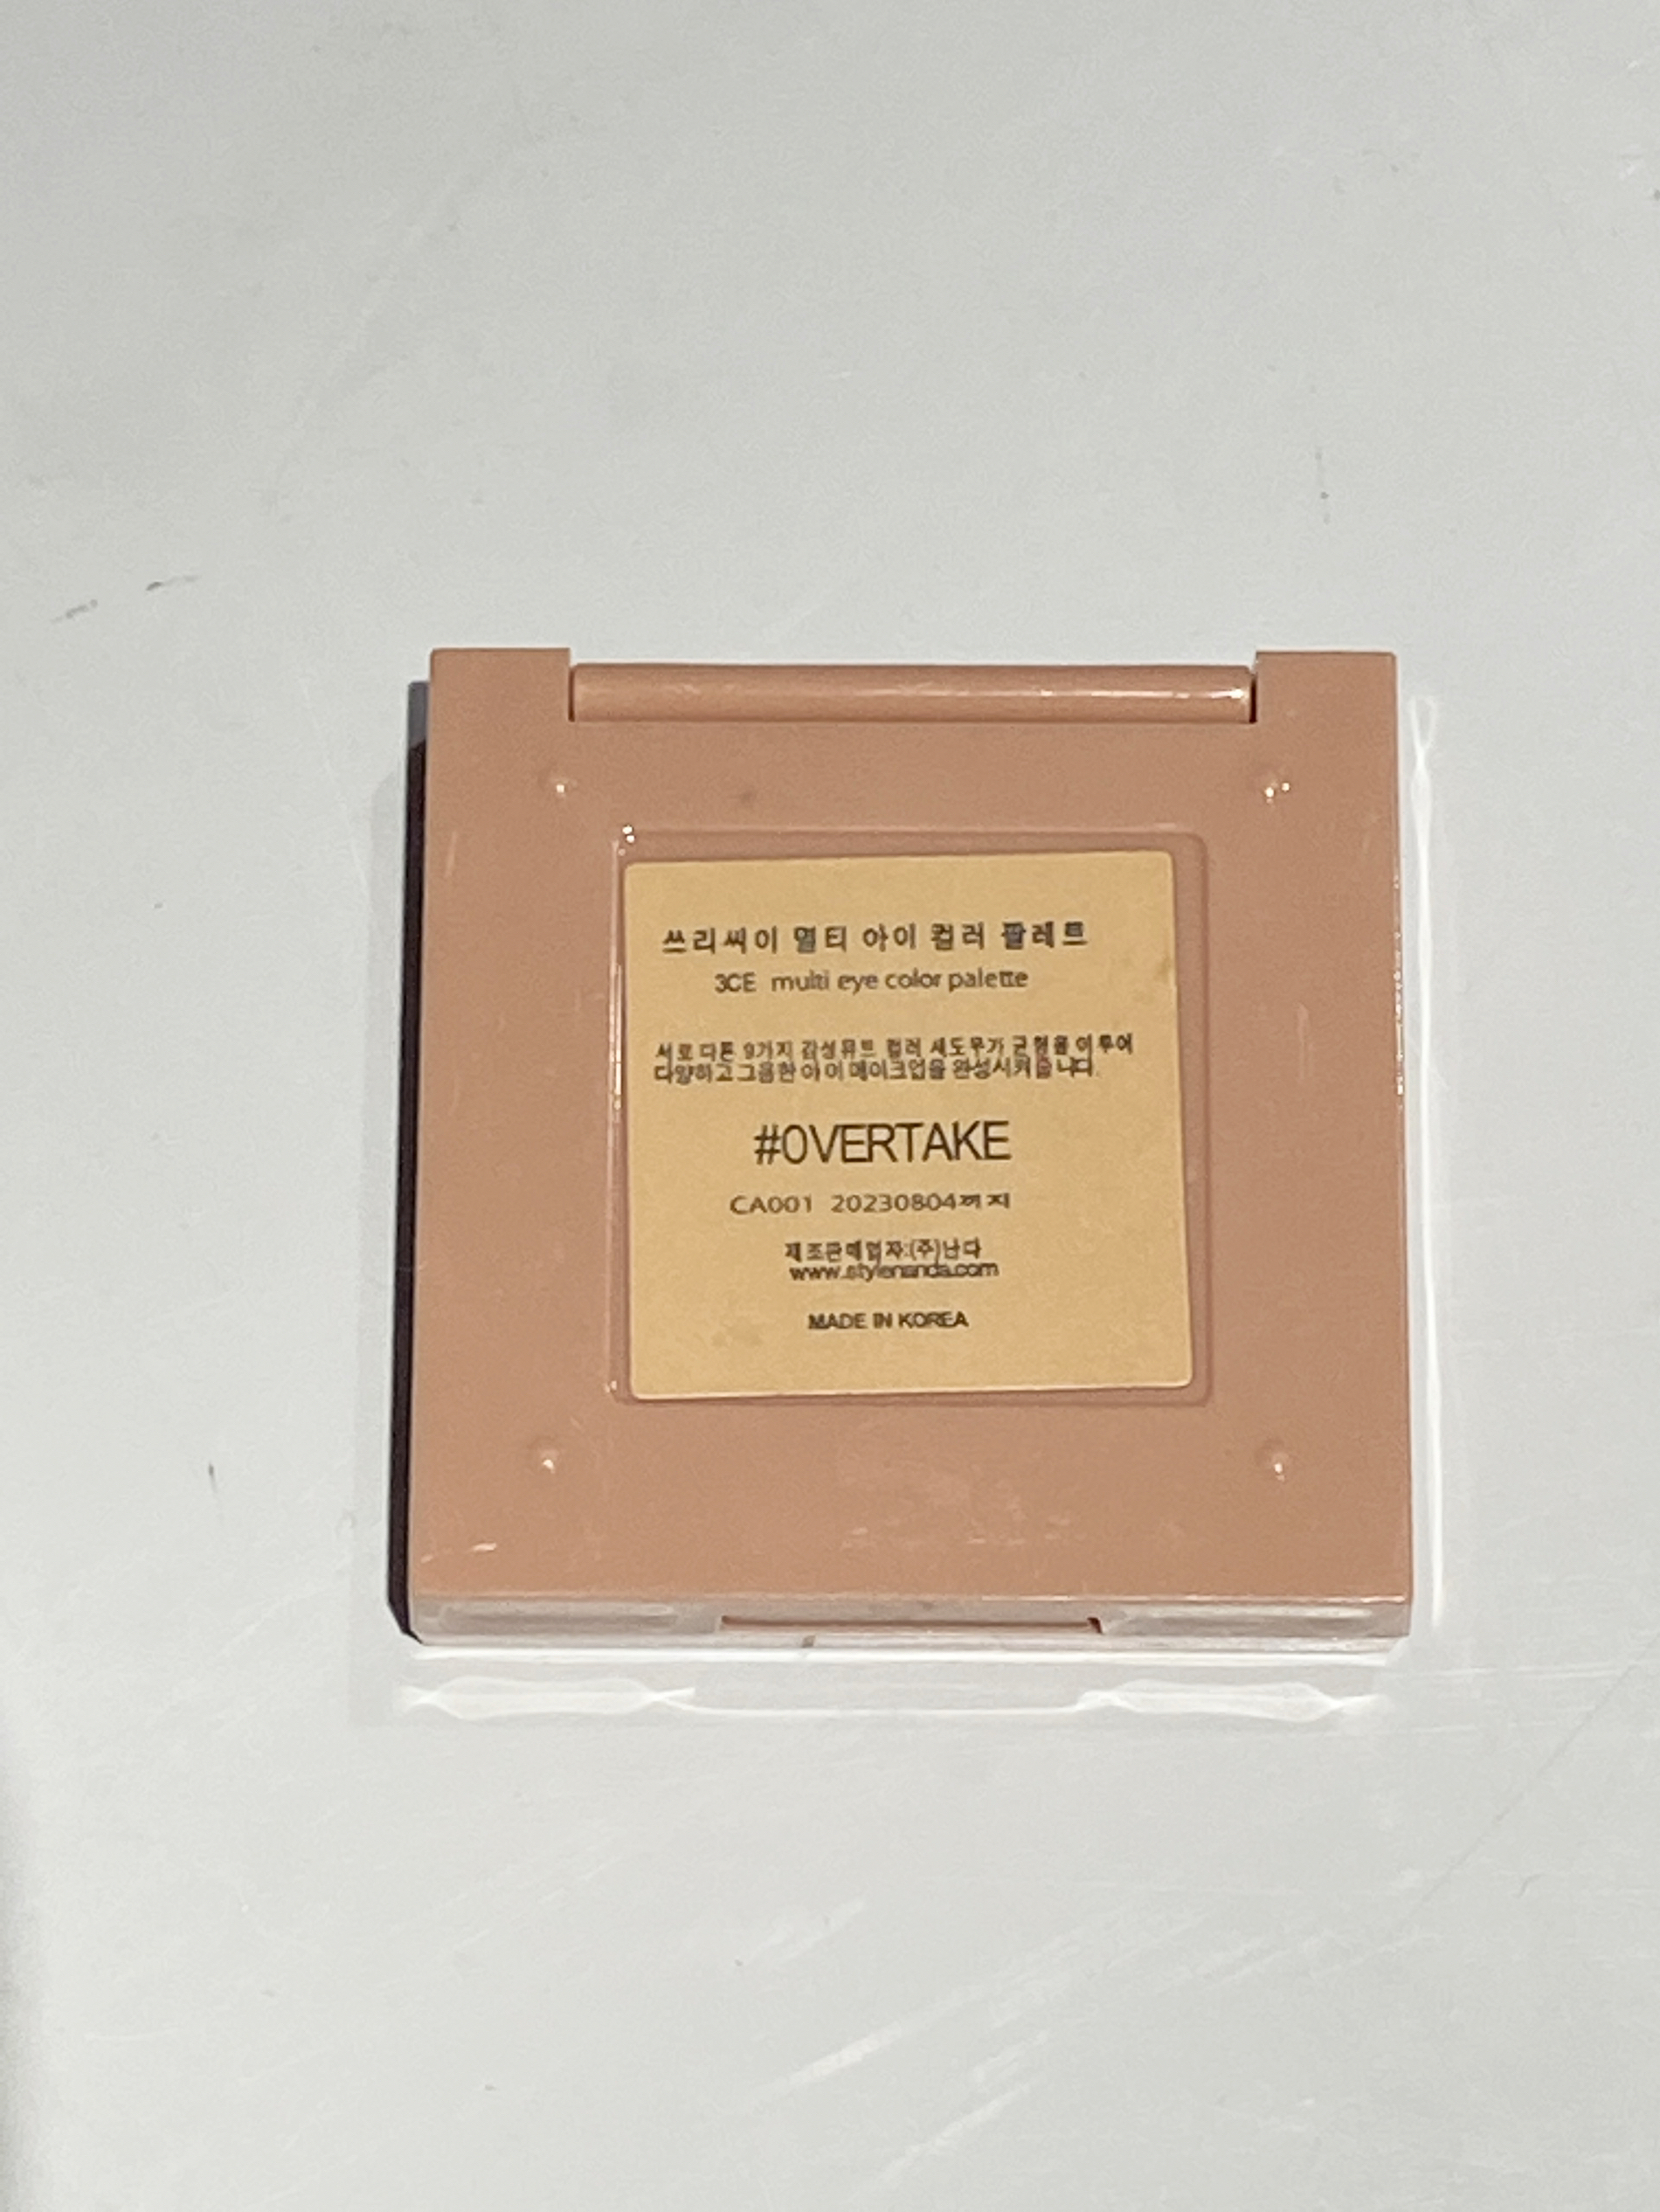 쓰리씨이 멀티 아이 컬러 팔레트
3CE multi eye color palette
서로 다른 9가지 감성뮤트 컬러 섀도우가 균형을 이루어
다양하고 그윽한 아이 메이크업을 완성시켜줍니다.
#OVERTAKE
CA001 20230804까지
제조판매업자:(주)난다
www.stylenanda.com
MADE IN KOREA